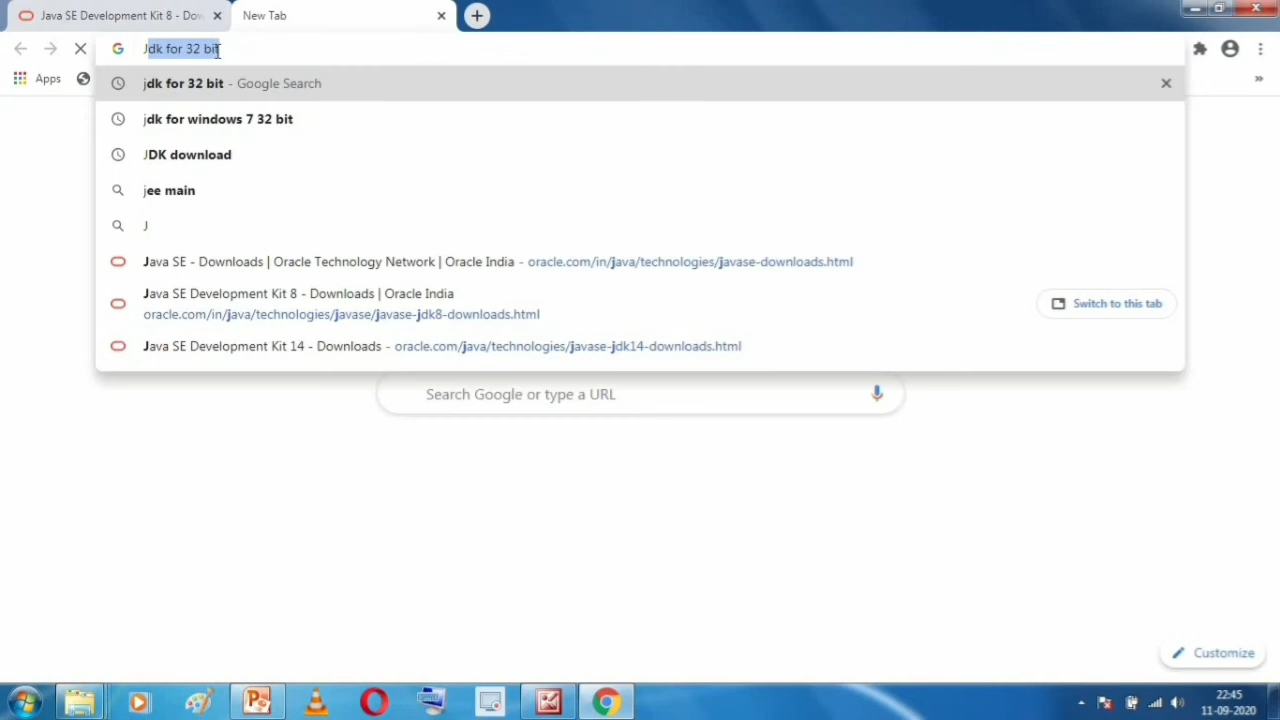 Java SE Development Kit 8 - Dow
New Tab
Jdk for 32 bit
Apps
jdk for 32 bit - Google Search
jdk for windows 7 32 bit
JDK download
jee main
J
Java SE - Downloads | Oracle Technology Network | Oracle India - oracle.com/in/java/technologies/javase-downloads.html
Java SE Development Kit 8 - Downloads | Oracle India
oracle.com/in/java/technologies/javase/javase-jdk8-downloads.html
Switch to this tab
Java SE Development Kit 14 - Downloads - oracle.com/java/technologies/javase-jdk14-downloads.html
Search Google or type a URL
Customize
22:45
11-09-2020